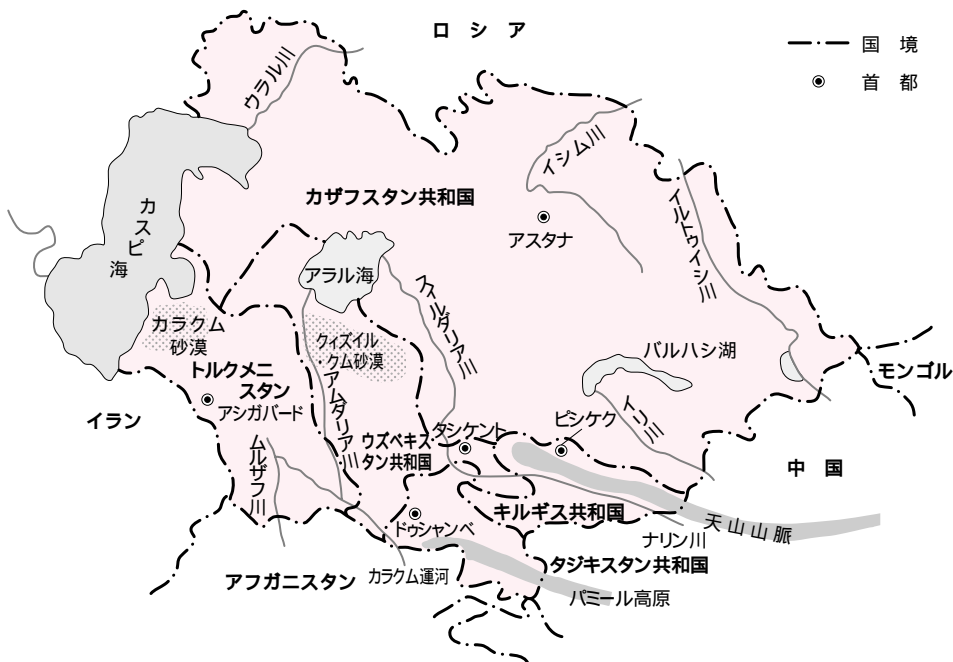 ロシア
国境
首都
ウラル川
イシム川
カザフスタン共和国
アスタナ
イルトゥイシ川
カスピ海
アラル海
スイルダリア川
カラクム
砂漠
クィズイル
・クム砂漠
バルハシ湖
モンゴル
トルクメニ
スタン
アシガバード
イラン
アムダリア川
イリ川
ピシケク
タシケント
ウズベキス
タン共和国
ムルザフ川
中国
キルギス共和国
天山山脈
ドゥシャンベ
ナリン川
タジキスタン共和国
カラクム運河
アフガニスタン
パミール高原